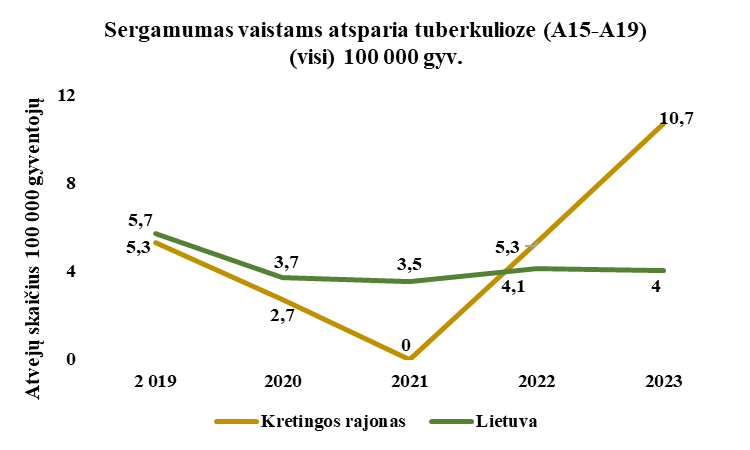 Sergamumas vaistams atsparia tuberkulioze (A15-A19)
(visi) 100 000 gyv.
Atvejų skaičius 100 000 gyventojų
12
8
4
0
5,7
5,3
3,7
2,7
3,5
0
5,3
4,1
10,7
4
2 019 2020 2021 2022 2023
Kretingos rajonas Lietuva